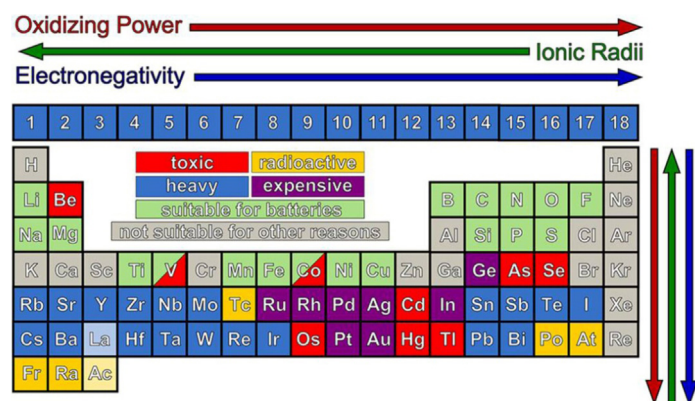 Oxidizing Power
Ionic Radii
Electronegativity
1 2 3 4 5 6 7 8 9 10 11 12 13 14 15 16 17 18
H He
toxic radioactive
heavy expensive
suitable for batteries
not suitable for other reasons
Li Be B C N O F Ne
Na Mg Al Si P S Cl Ar
K Ca Sc Ti V Cr Mn Fe Co Ni Cu Zn Ga Ge As Se Br Kr
Rb Sr Y Zr Nb Mo Tc Ru Rh Pd Ag Cd In Sn Sb Te I Xe
Cs Ba La Hf Ta W Re Ir Os Pt Au Hg Tl Pb Bi Po At Re
Fr Ra Ac